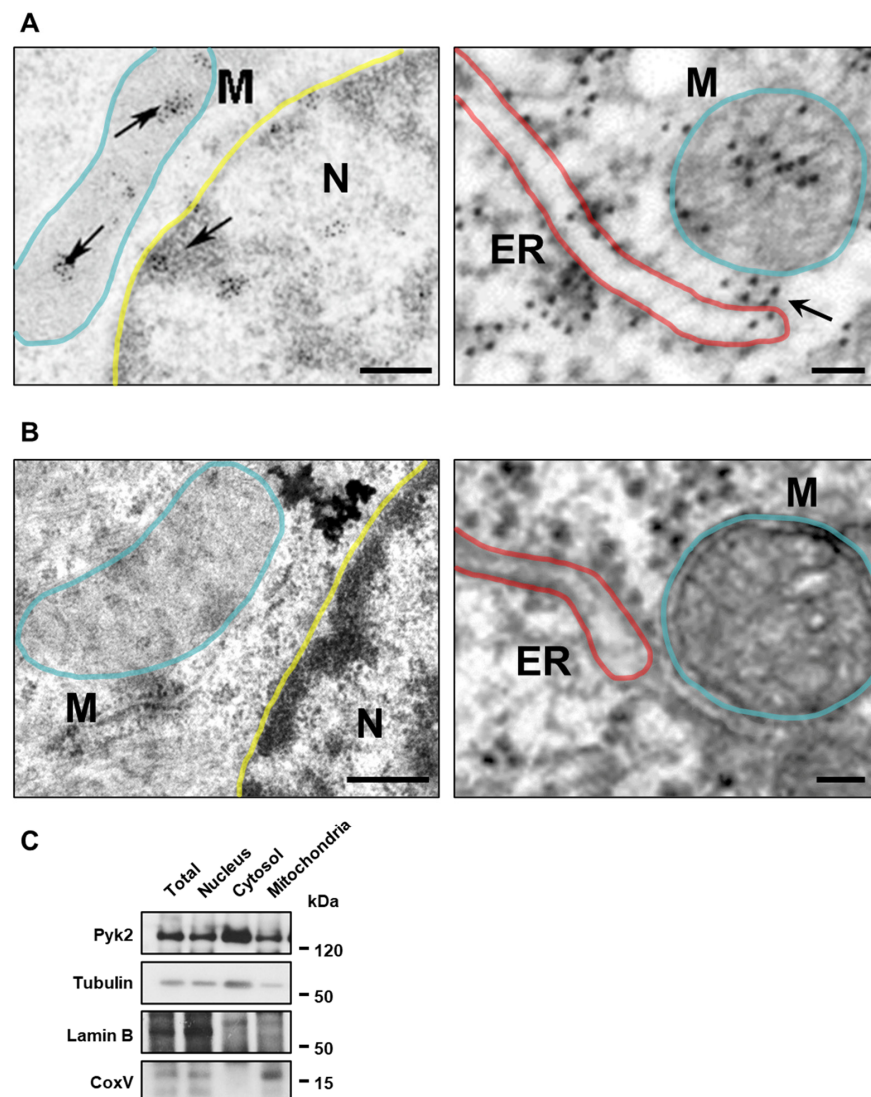 A
M
N
M
ER
B
M
N
M
ER
C
Total Nucleus Cytosol Mitochondria
kDa
Pyk2
120
Tubulin
50
Lamin B
50
CoxV
15